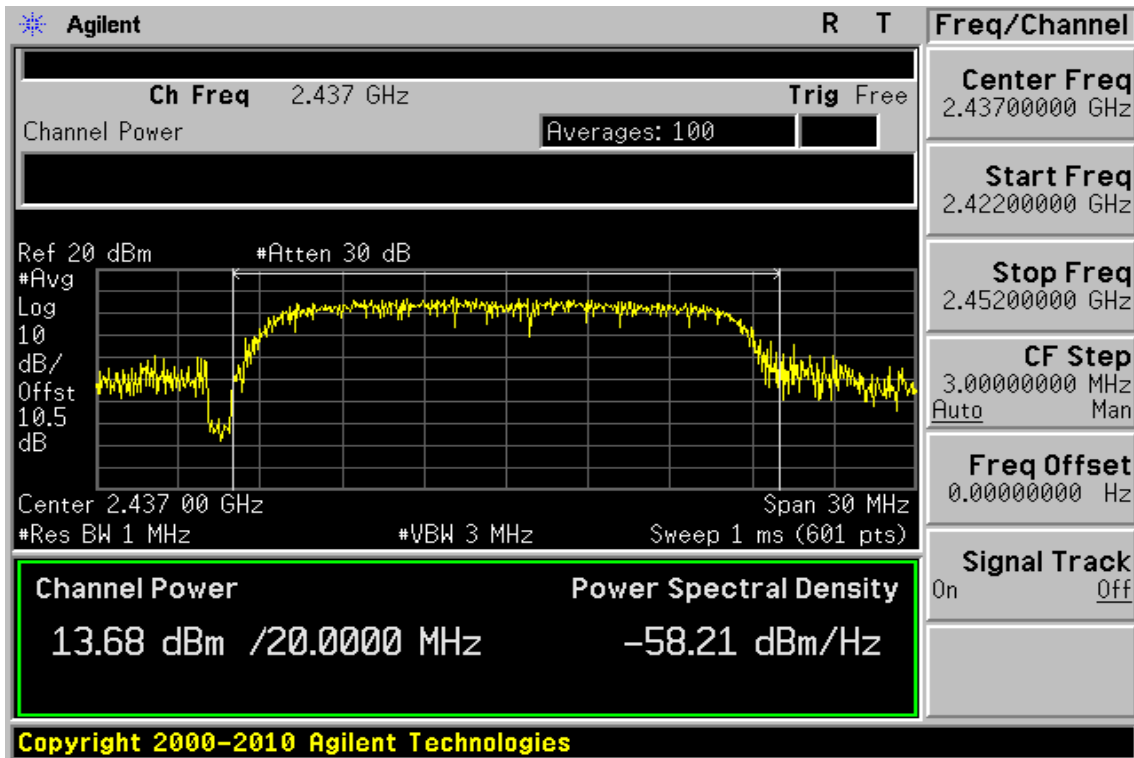 Agilent R T
Ch Freq 2.437 GHz Trig Free
Channel Power Averages: 100
Ref 20 dBm #Atten 30 dB
#Avg
Log
10
dB/
Offst
10.5
dB
Center 2.437 00 GHz Span 30 MHz
#Res BW 1 MHz #VBW 3 MHz Sweep 1 ms (601 pts)
Channel Power Power Spectral Density
13.68 dBm /20.0000 MHz -58.21 dBm/Hz
Copyright 2000-2010 Agilent Technologies
Freq/Channel
Center Freq
2.43700000 GHz
Start Freq
2.42200000 GHz
Stop Freq
2.45200000 GHz
CF Step
3.00000000 MHz
Auto Man
Freq Offset
0.00000000 Hz
Signal Track
On Off